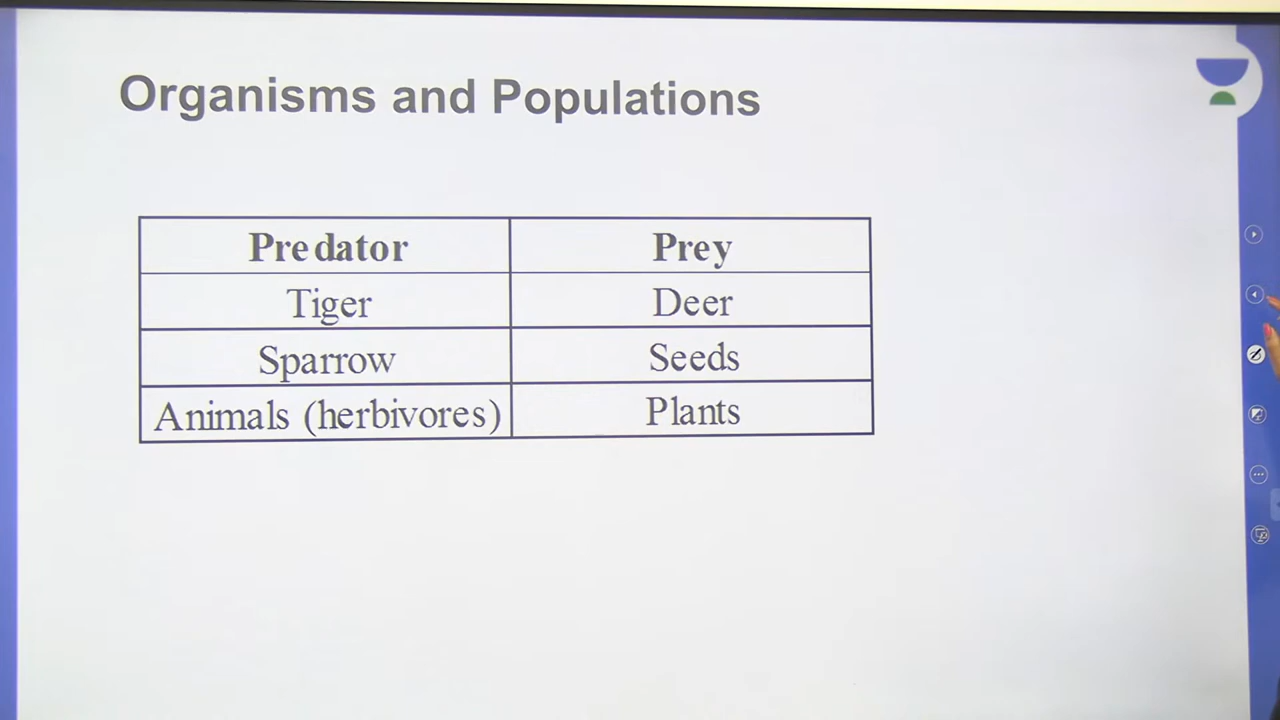 Organisms and Populations
Predator Prey
Tiger Deer
Sparrow Seeds
Animals (herbivores) Plants